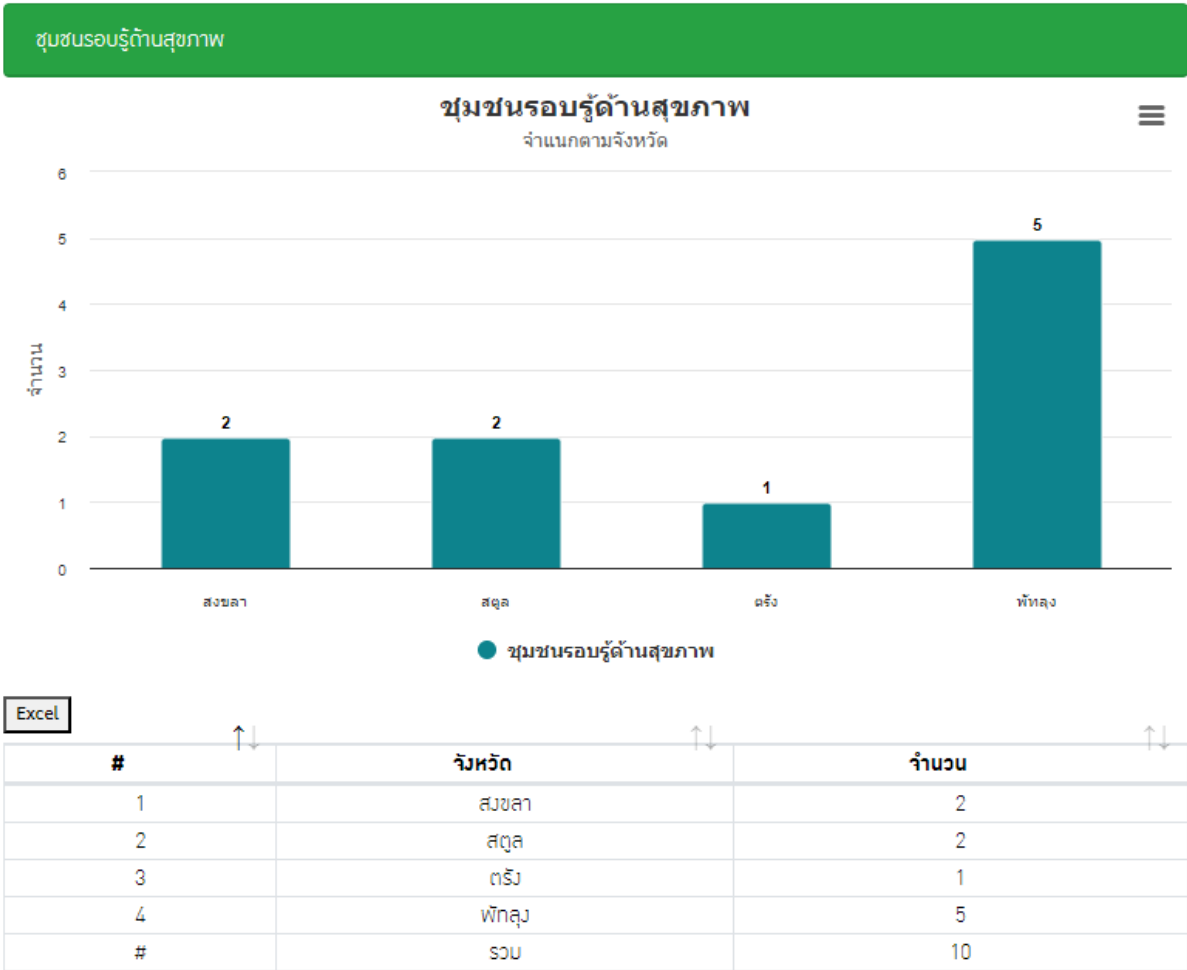 ชุมชนรอบรู้ด้านสุขภาพ
ชุมชนรอบรู้ด้านสุขภาพ
จำแนกตามจังหวัด
6
5
4
3
2
1
0
จำนวน
2
2
1
5
สงขลา
สตูล
ตรัง
พัทลุง
ชุมชนรอบรู้ด้านสุขภาพ
Excel
# จังหวัด จำนวน
1 สงขลา 2
2 สตูล 2
3 ตรัง 1
4 พัทลุง 5
# รวม 10